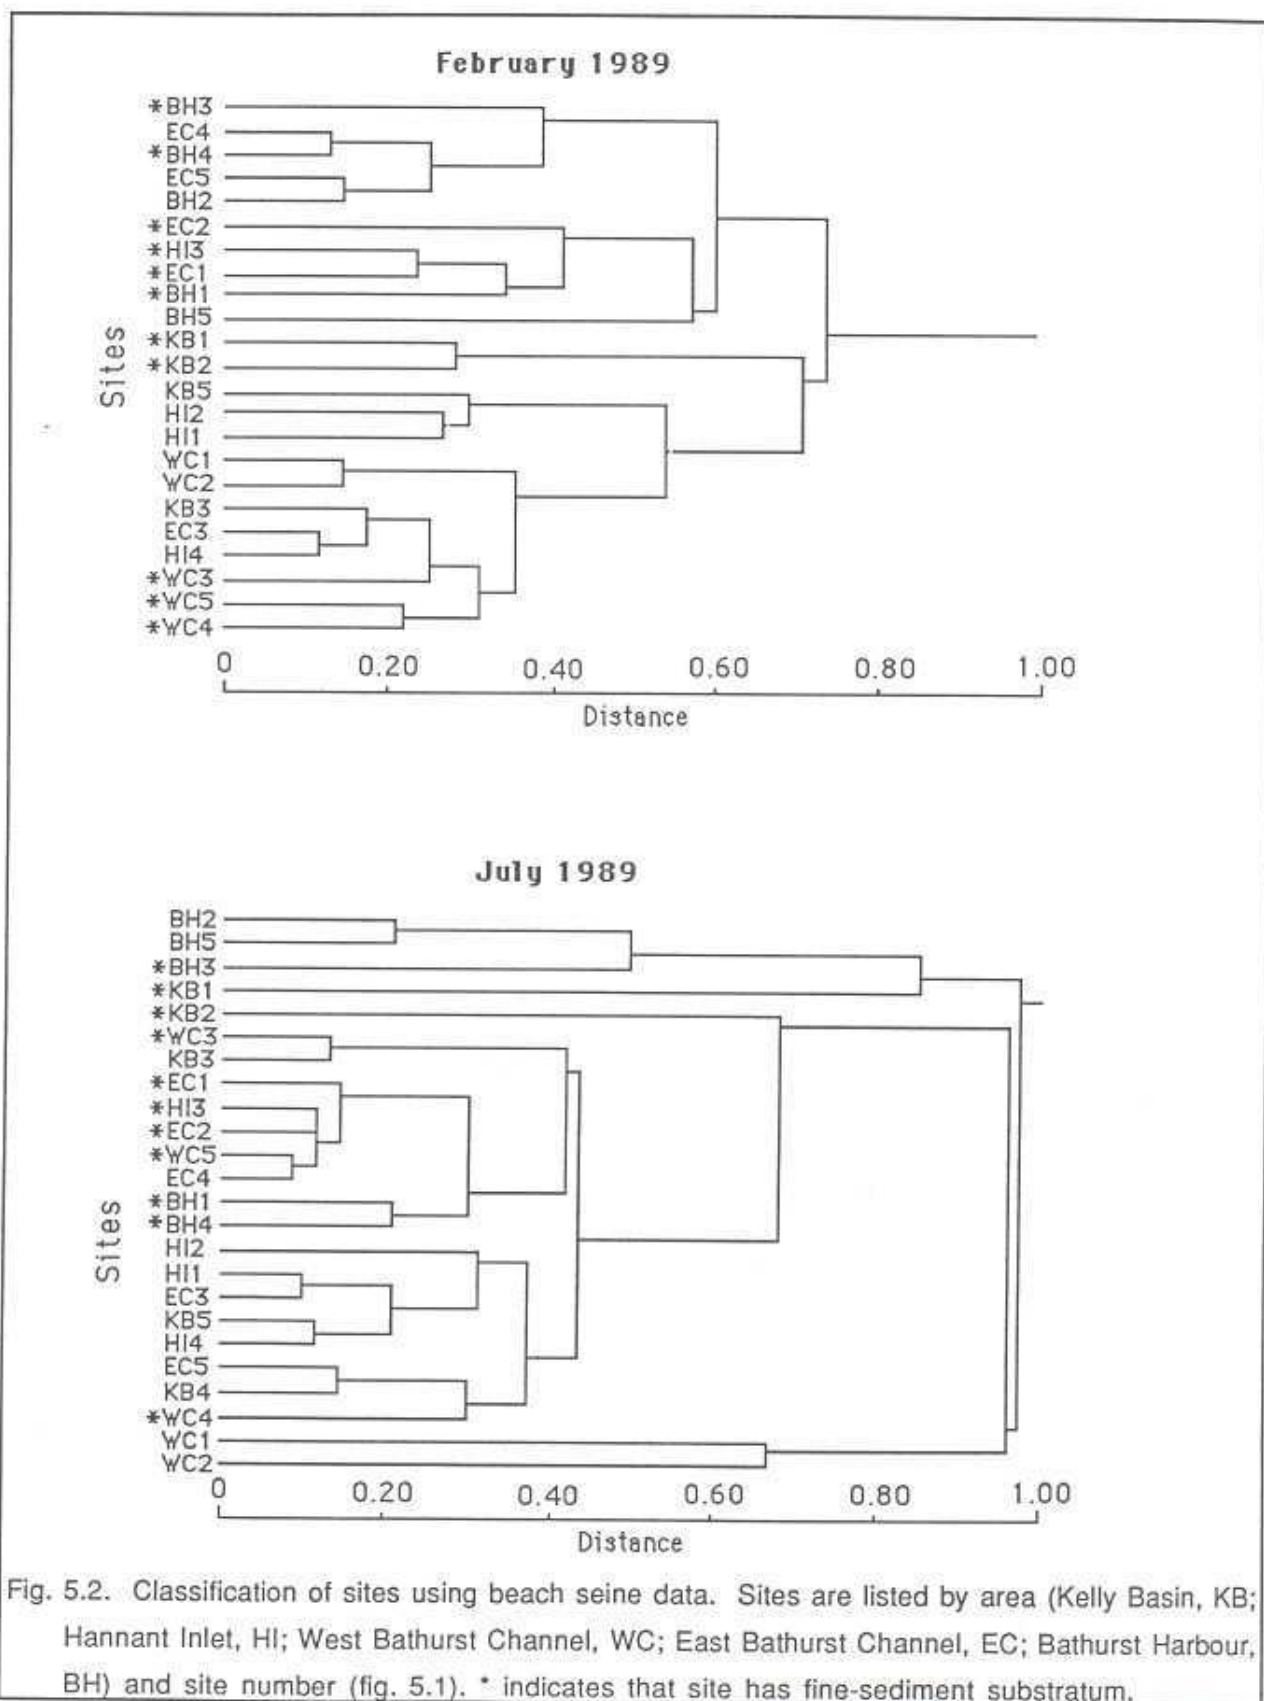 February 1989
*BH3
EC4
*BH4
EC5
BH2
*EC2
*HI3
*EC1
*BH1
BH5
*KB1
*KB2
KB5
HI2
HI1
WC1
WC2
KB3
EC3
HI4
*WC3
*WC5
*WC4
Sites
0 0.20 0.40 0.60 0.80 1.00
Distance
July 1989
BH2
BH5
*BH3
*KB1
*KB2
*WC3
KB3
*EC1
*HI3
*EC2
*WC5
EC4
*BH1
*BH4
HI2
HI1
EC3
KB5
HI4
EC5
KB4
*WC4
WC1
WC2
Sites
0 0.20 0.40 0.60 0.80 1.00
Distance
Fig. 5.2. Classification of sites using beach seine data. Sites are listed by area (Kelly Basin, KB;
Hannant Inlet, HI; West Bathurst Channel, WC; East Bathurst Channel, EC; Bathurst Harbour,
BH) and site number (fig. 5.1). * indicates that site has fine-sediment substratum.